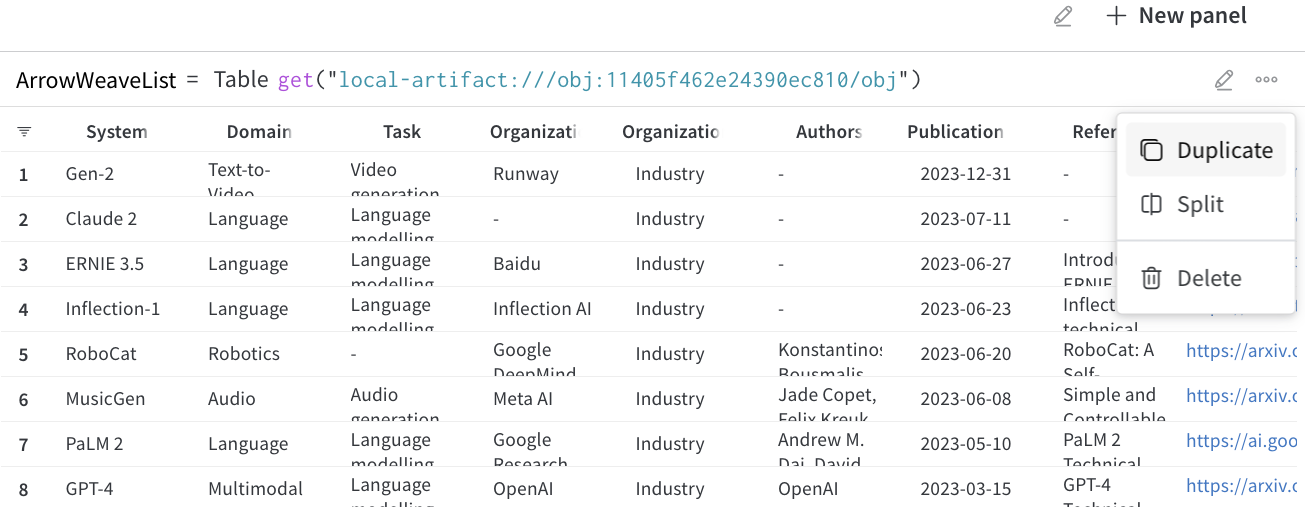 New panel
ArrowWeaveList = Table get("local-artifact:///obj:11405f462e24390ec810/obj")
System Domain Task Organizati Organizatio Authors Publication Refer
Duplicate
Split
Delete
1 Gen-2 Text-to-Video Video generation Runway Industry - 2023-12-31 -
2 Claude 2 Language Language modelling - Industry - 2023-07-11 -
3 ERNIE 3.5 Language Language modelling Baidu Industry - 2023-06-27 Introdu ERNIE
4 Inflection-1 Language Language modelling Inflection AI Industry - 2023-06-23 Inflect technical
5 RoboCat Robotics - Google DeepMind Industry Konstantinos Bousmalis 2023-06-20 RoboCat: A Self- https://arxiv.o
6 MusicGen Audio Audio generation Meta AI Industry Jade Copet, Felix Kreuk 2023-06-08 Simple and Controllable https://arxiv.o
7 PaLM 2 Language Language modelling Google Research Industry Andrew M. Dai, David 2023-05-10 PaLM 2 Technical https://ai.goo
8 GPT-4 Multimodal Language modelling OpenAI Industry OpenAI 2023-03-15 GPT-4 Technical https://arxiv.o